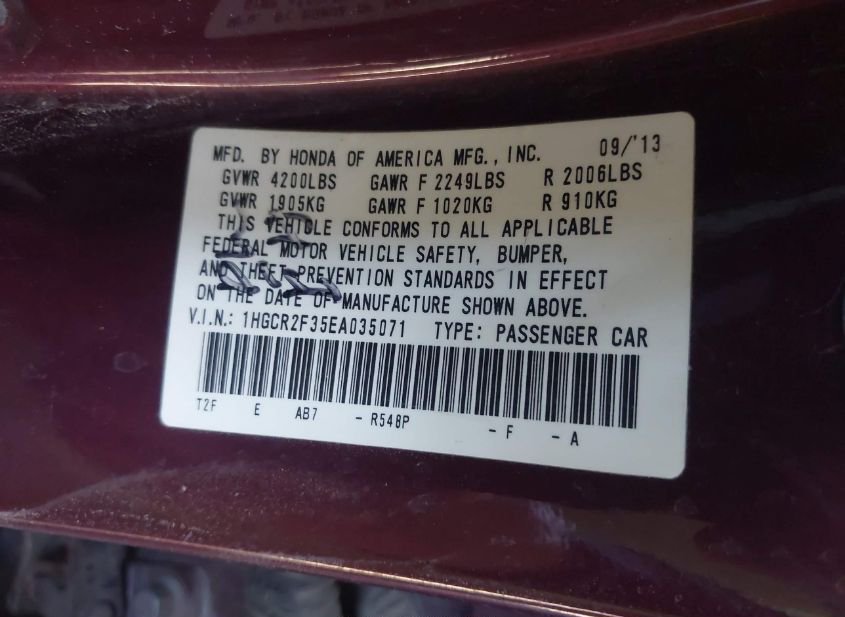 MFD. BY HONDA OF AMERICA MFG., INC. 09/'13
GVWR 4200LBS GAWR F 2249LBS R 2006LBS
GVWR 1905KG GAWR F 1020KG R 910KG
THIS VEHICLE CONFORMS TO ALL APPLICABLE
FEDERAL MOTOR VEHICLE SAFETY, BUMPER,
AND THEFT PREVENTION STANDARDS IN EFFECT
ON THE DATE OF MANUFACTURE SHOWN ABOVE.
V.I.N.: 1HGCR2F35EA035071 TYPE: PASSENGER CAR
T2F E AB7 - R548P - F - A